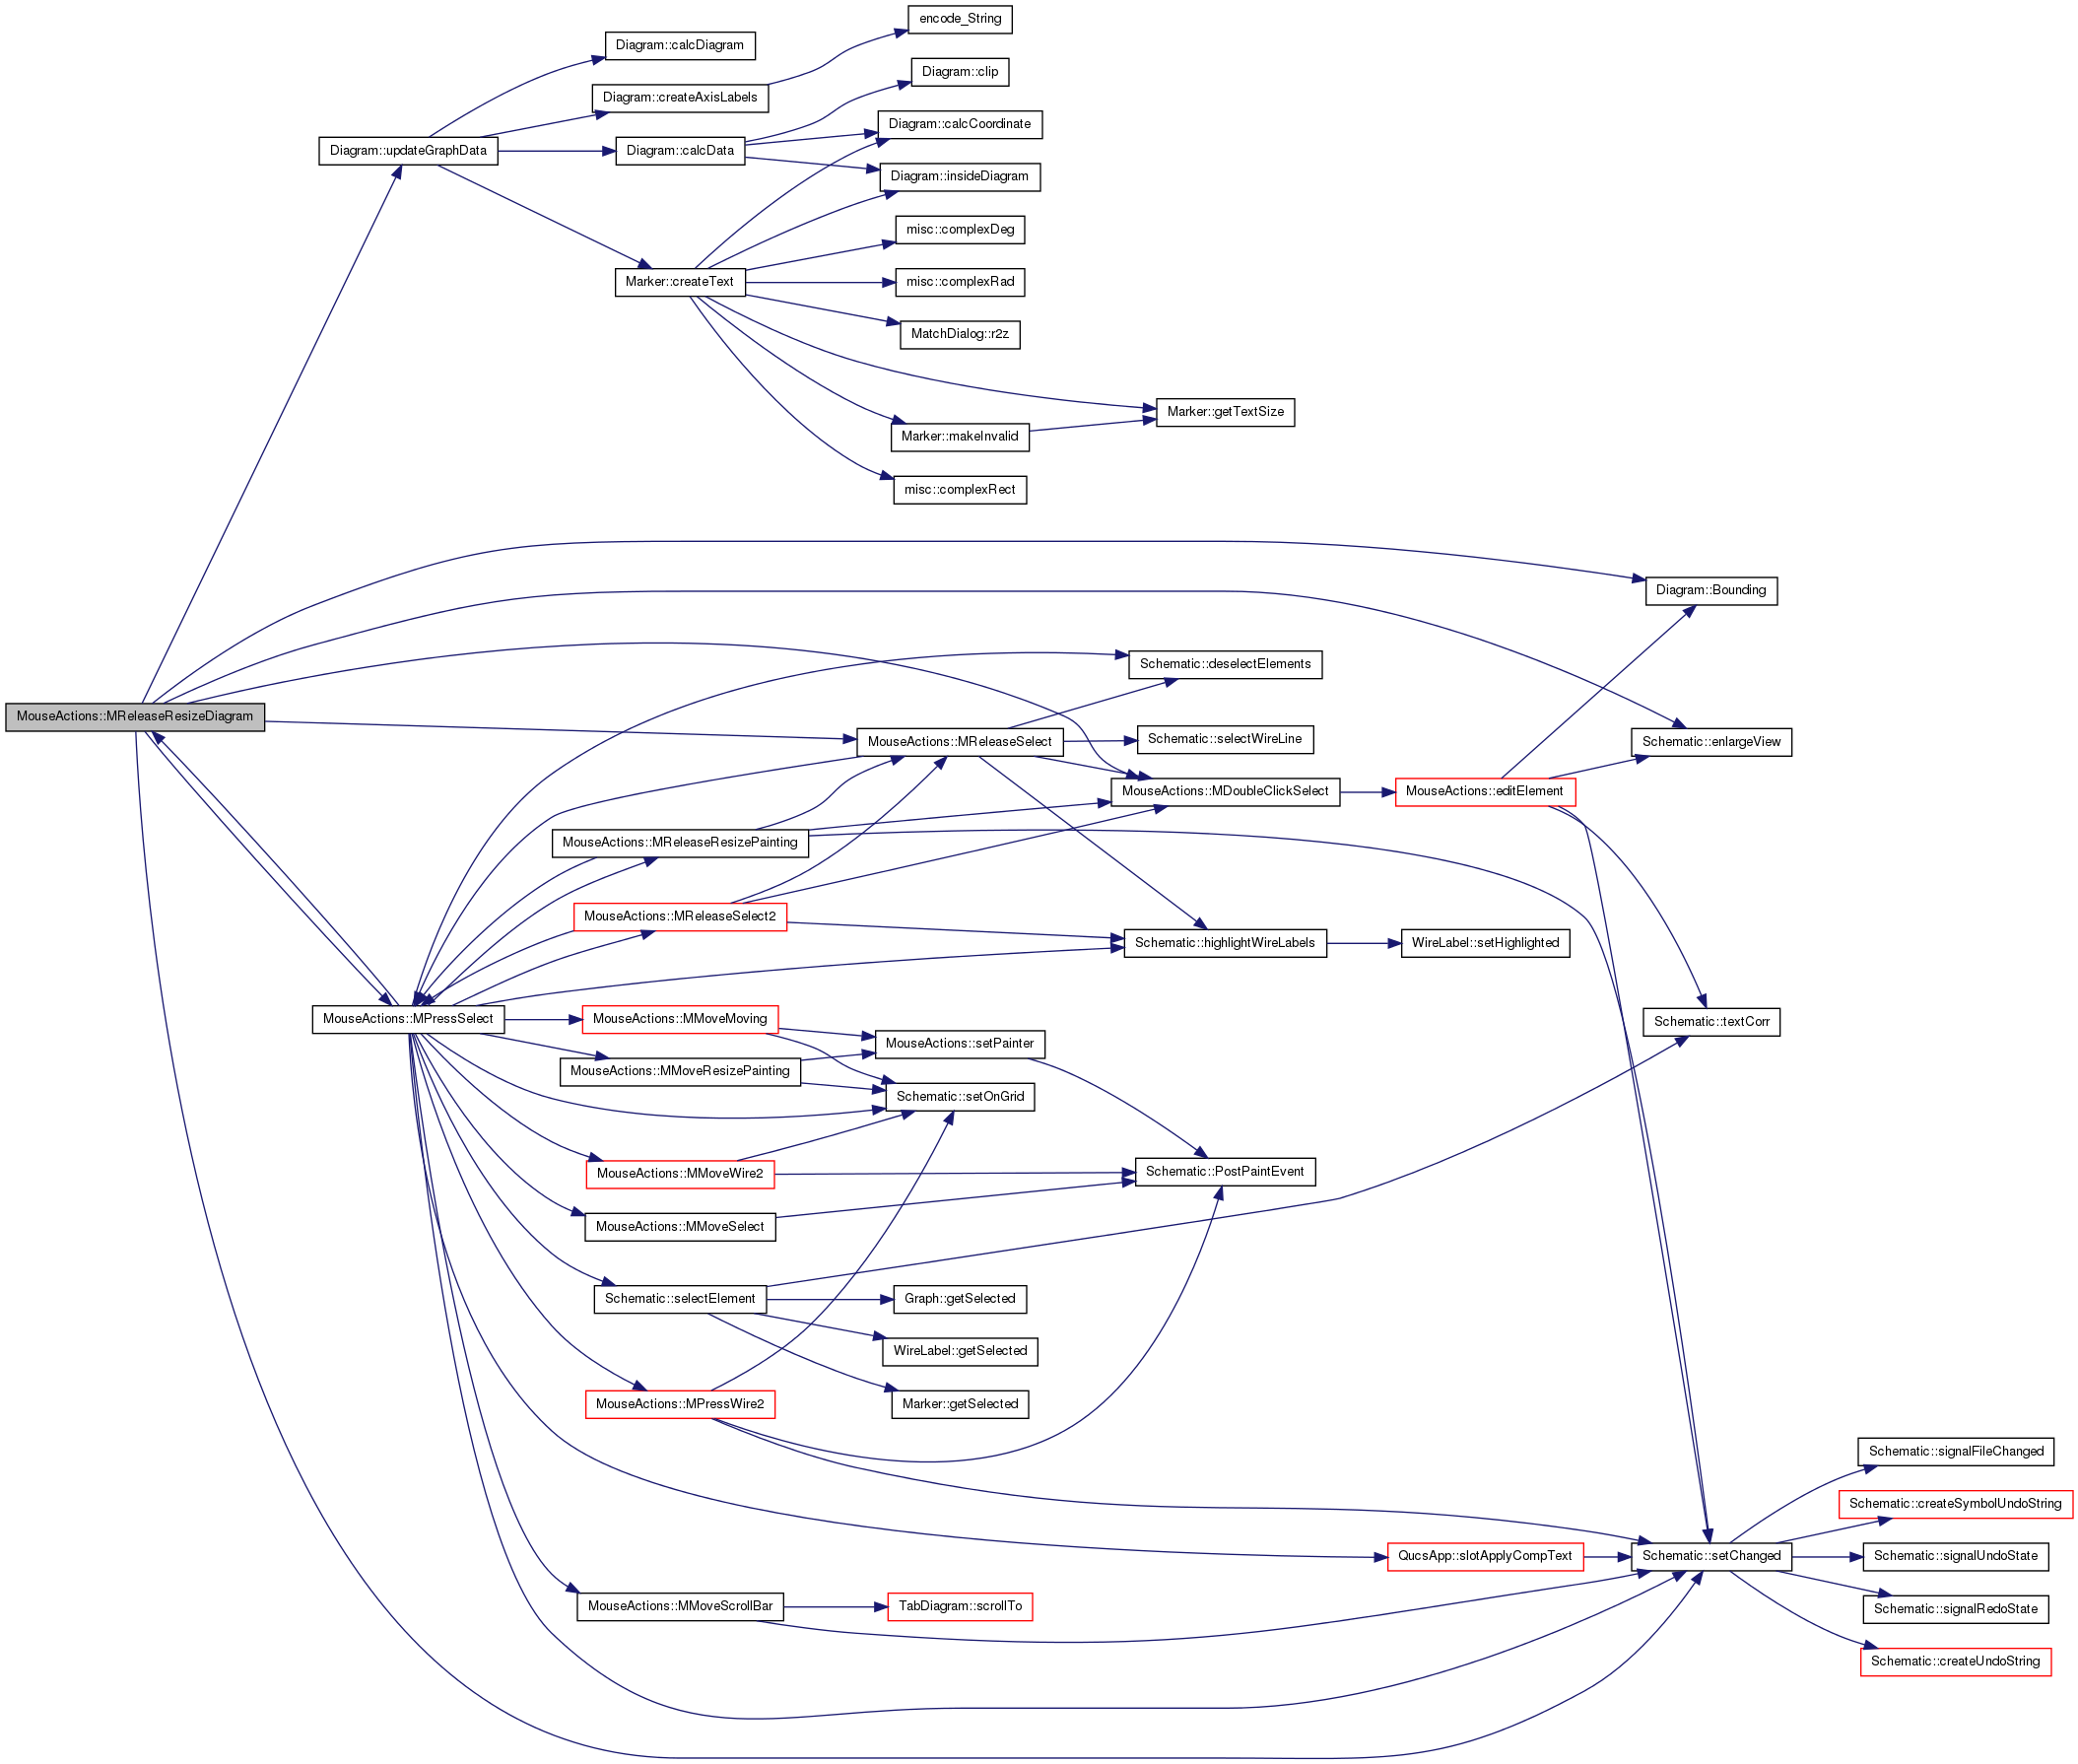 encode_String
Diagram::calcDiagram
Diagram::clip
Diagram::createAxisLabels
Diagram::calcCoordinate
Diagram::updateGraphData
Diagram::calcData
Diagram::insideDiagram
misc::complexDeg
Marker::createText
misc::complexRad
MatchDialog::r2z
Marker::getTextSize
Marker::makeInvalid
misc::complexRect
Diagram::Bounding
Schematic::deselectElements
MouseActions::MReleaseResizeDiagram
MouseActions::MReleaseSelect
Schematic::selectWireLine
Schematic::enlargeView
MouseActions::MDoubleClickSelect
MouseActions::editElement
MouseActions::MReleaseResizePainting
MouseActions::MReleaseSelect2
Schematic::highlightWireLabels
WireLabel::setHighlighted
MouseActions::MPressSelect
MouseActions::MMoveMoving
Schematic::textCorr
MouseActions::setPainter
MouseActions::MMoveResizePainting
Schematic::setOnGrid
MouseActions::MMoveWire2
Schematic::PostPaintEvent
MouseActions::MMoveSelect
Schematic::selectElement
Graph::getSelected
WireLabel::getSelected
MouseActions::MPressWire2
Marker::getSelected
Schematic::signalFileChanged
Schematic::createSymbolUndoString
QucsApp::slotApplyCompText
Schematic::setChanged
Schematic::signalUndoState
MouseActions::MMoveScrollBar
TabDiagram::scrollTo
Schematic::signalRedoState
Schematic::createUndoString